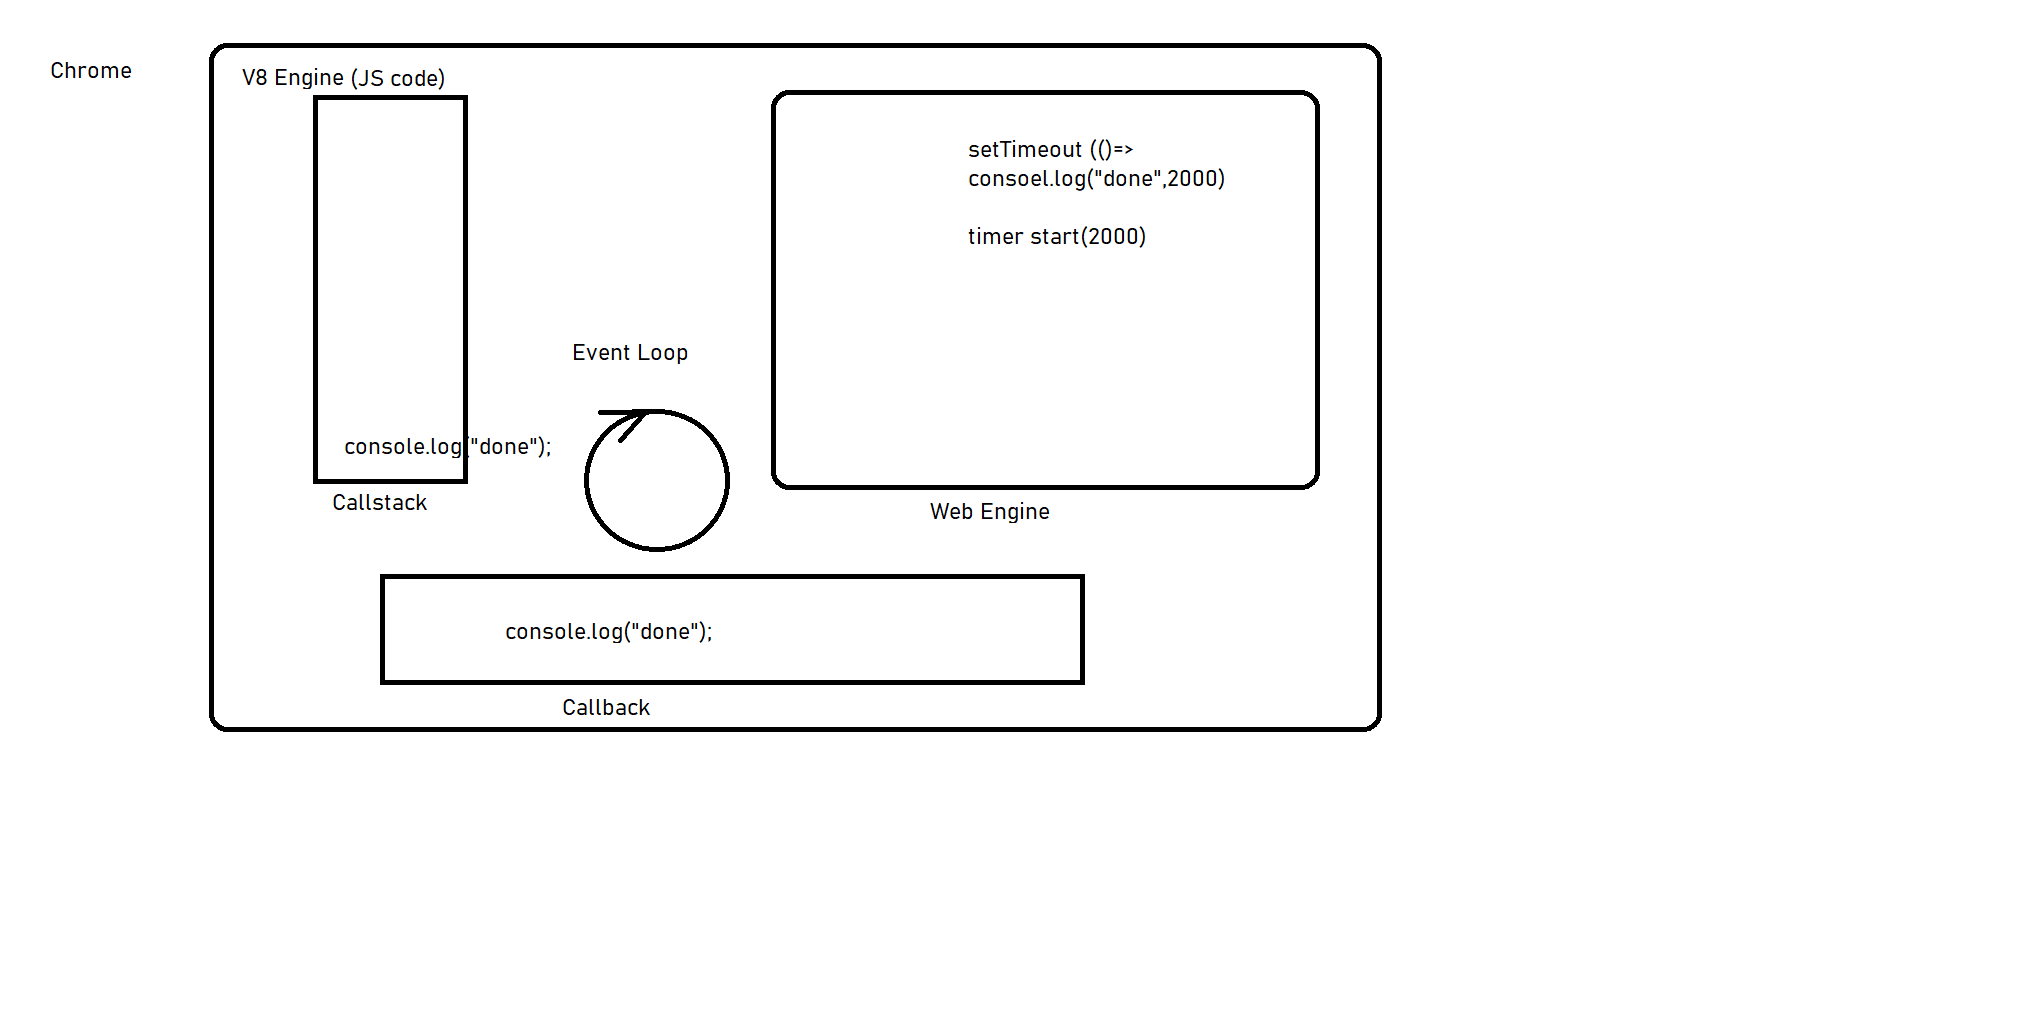 Chrome
V8 Engine (JS code)
setTimeout (()=>
consoel.log("done",2000)
timer start(2000)
Event Loop
console.log("done");
Callstack
Web Engine
console.log("done");
Callback